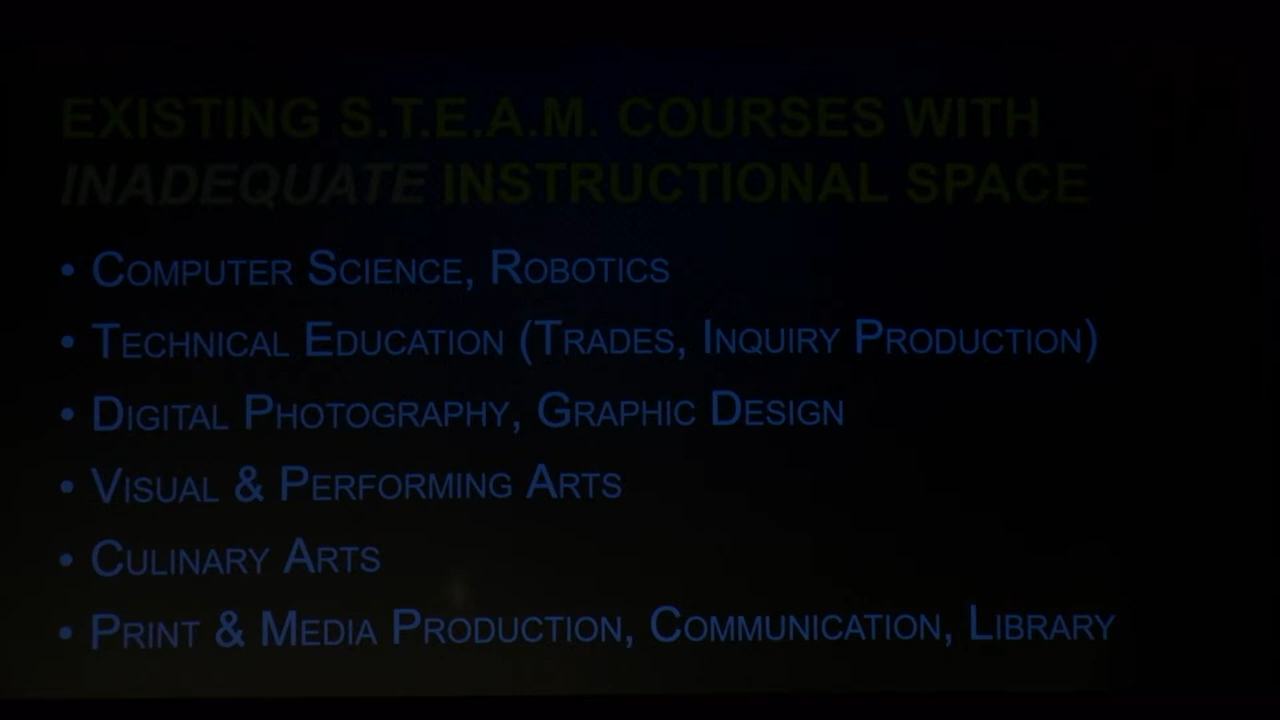 EXISTING S.T.E.A.M. COURSES WITH
INADEQUATE INSTRUCTIONAL SPACE
• COMPUTER SCIENCE, ROBOTICS
• TECHNICAL EDUCATION (TRADES, INQUIRY PRODUCTION)
• DIGITAL PHOTOGRAPHY, GRAPHIC DESIGN
• VISUAL & PERFORMING ARTS
• CULINARY ARTS
• PRINT & MEDIA PRODUCTION, COMMUNICATION, LIBRARY